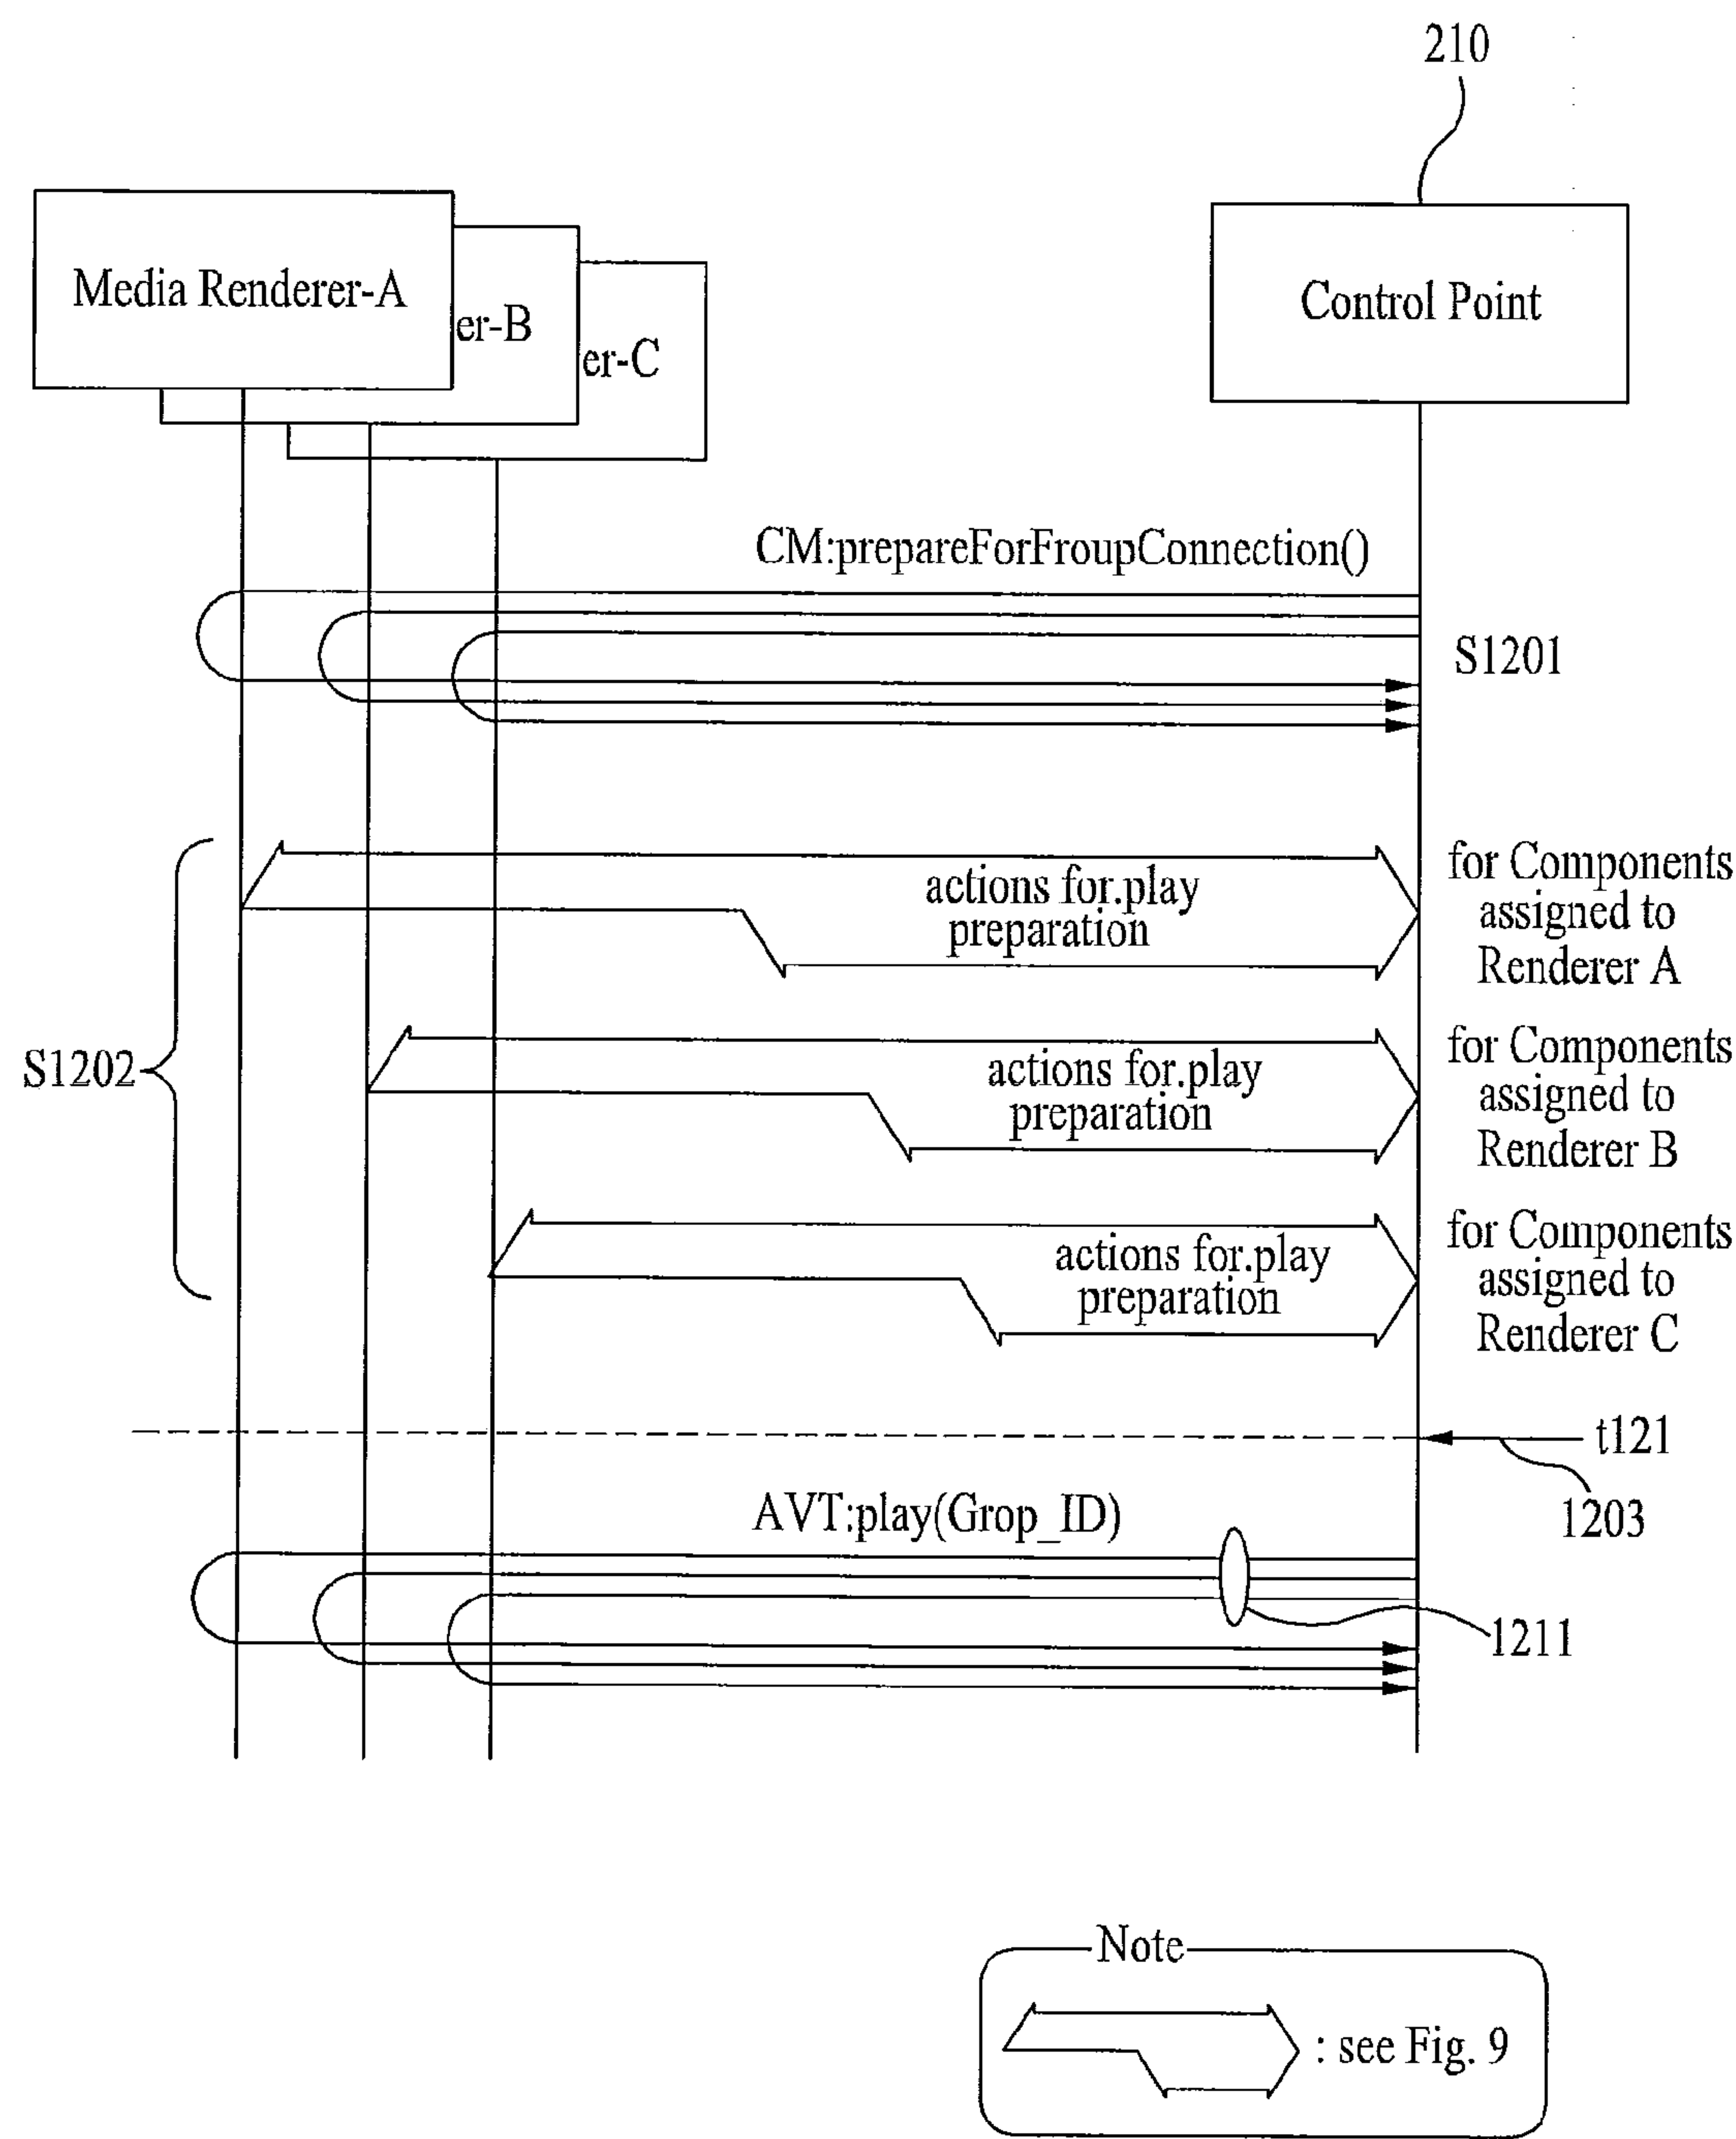 210
Media Renderer-A
er-B
er-C
Control Point
CM:prepareForFroupConnection()
S1201
actions for.play
preparation
for Components
assigned to
Renderer A
S1202
actions for.play
preparation
for Components
assigned to
Renderer B
actions for.play
preparation
for Components
assigned to
Renderer C
t121
1203
AVT:play(Grop_ID)
1211
Note
: see Fig. 9